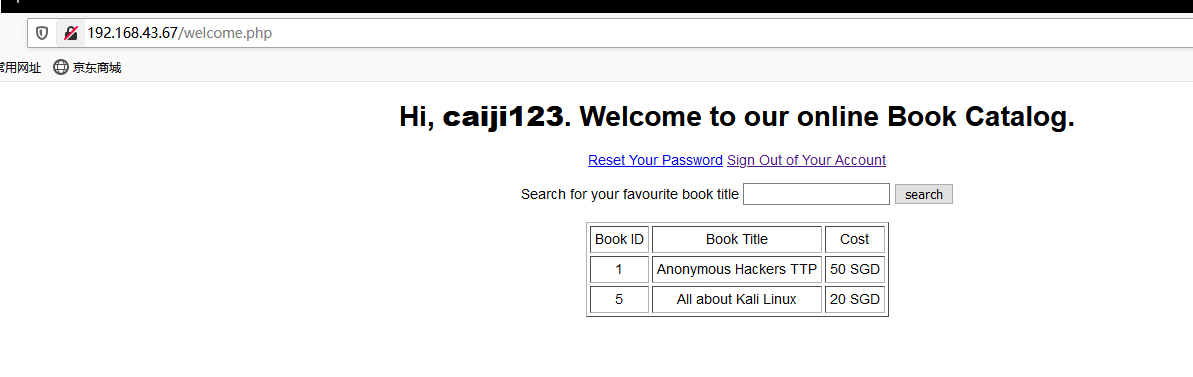 192.168.43.67/welcome.php
常用网址 京东商城
Hi, caiji123. Welcome to our online Book Catalog.
Reset Your Password Sign Out of Your Account
Search for your favourite book title search
Book ID Book Title Cost
1 Anonymous Hackers TTP 50 SGD
5 All about Kali Linux 20 SGD